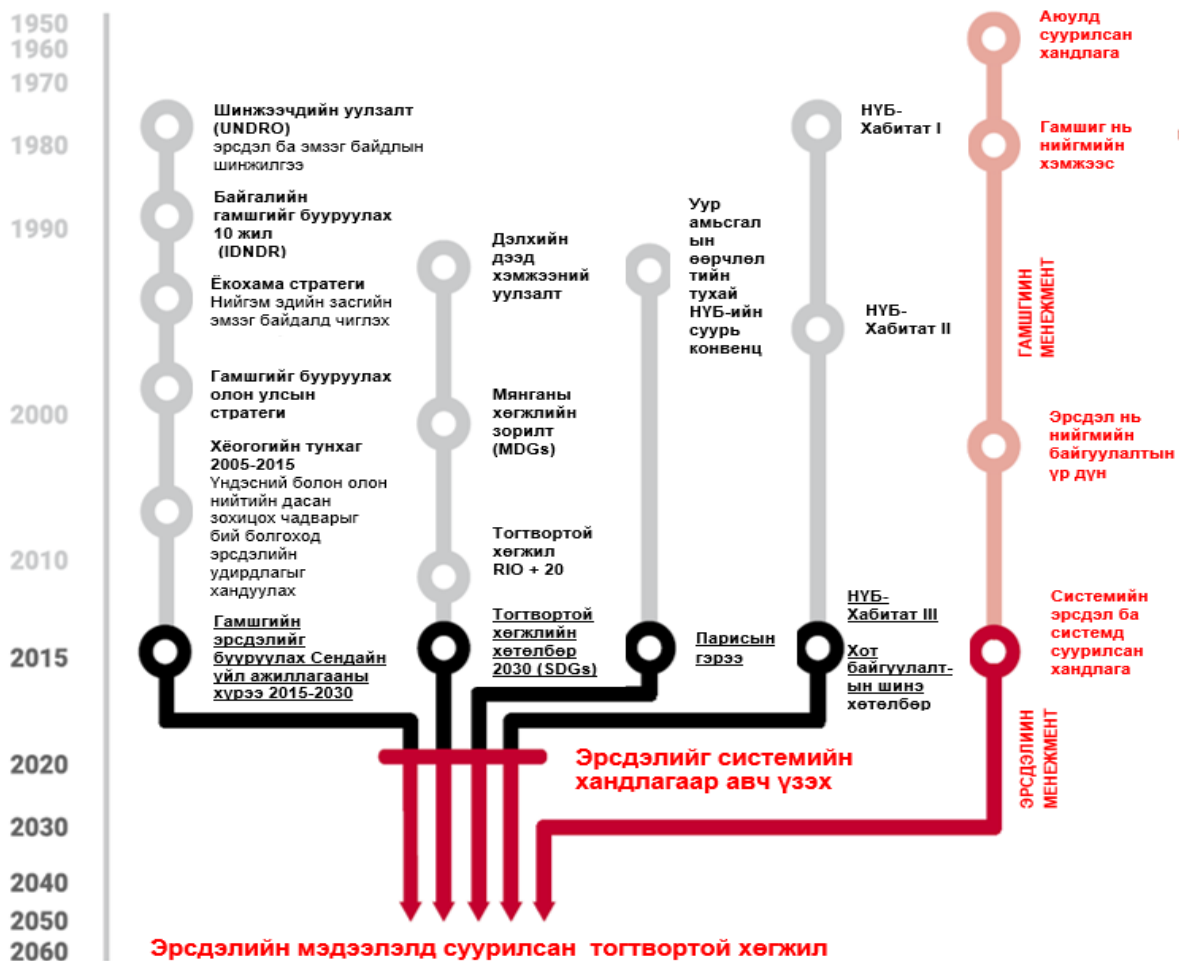 1950
1960
1970
1980
1990
2000
2010
2015
2020
2030
2040
2050
2060
Шинжээчдийн уулзалт
(UNDRO)
эрсдэл ба эмзэг байдлын
шинжилгээ
Байгалийн
гамшгийг бууруулах
10 жил
(IDNDR)
Ёкохама стратеги
Нийгэм эдийн засгийн
эмзэг байдалд чиглэх
Гамшгийг бууруулах
олон улсын
стратеги
Хёогогийн тунхаг
2005-2015
Үндэсний болон олон
нийтийн дасан
зохицох чадварыг
бий болгоход
эрсдэлийн
удирдлагыг
хандуулах
Гамшгийн
эрсдэлийг
бууруулах Сендайн
үйл ажиллагааны
хүрээ 2015-2030
Дэлхийн
дээд
хэмжээний
уулзалт
Мянганы
хөгжлийн
зорилт
(MDGs)
Тогтвортой
хөгжил
RIO + 20
Тогтвортой
хөгжлийн
хөтөлбөр
2030 (SDGs)
Уур
амьсгал
ын
өөрчлөл
тийн
тухай
НҮБ-ийн
суурь
конвенц
Парисын
гэрээ
НҮБ-
Хабитат I
НҮБ-
Хабитат II
НҮБ-
Хабитат III
Хот
байгуулалт-
ын шинэ
хөтөлбөр
Аюулд
суурилсан
хандлага
Гамшиг нь
нийгмийн
хэмжээс
ГАМШГИИН
МЕНЕЖМЕНТ
Эрсдэл нь
нийгмийн
байгуулалтын
үр дүн
Системийн
эрсдэл ба
системд
суурилсан
хандлага
ЭРСДЭЛИИН
МЕНЕЖМЕНТ
Эрсдэлийг системийн
хандлагаар авч үзэх
Эрсдэлийн мэдээлэлд суурилсан тогтвортой хөгжил